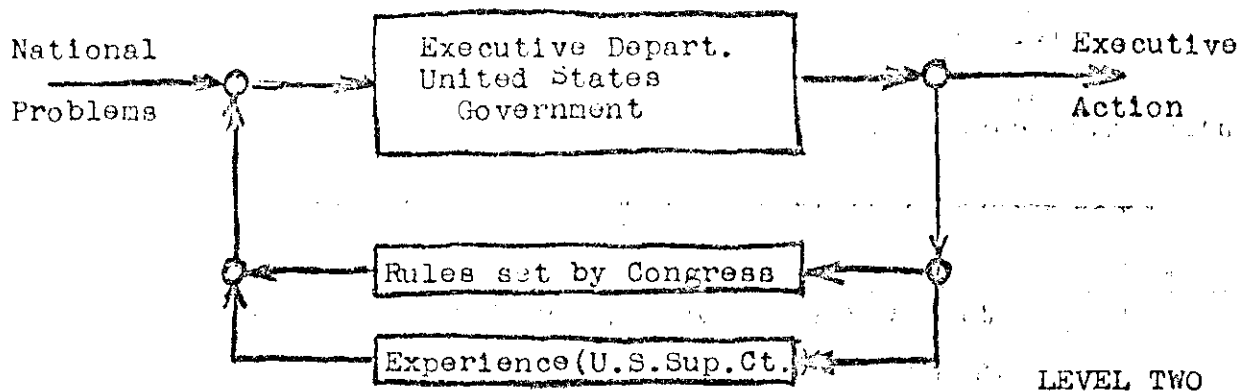 National
Problems
Executive Depart.
United States
Government
Executive
Action
Rules set by Congress
Experience(U.S.Sup.Ct.)
LEVEL TWO